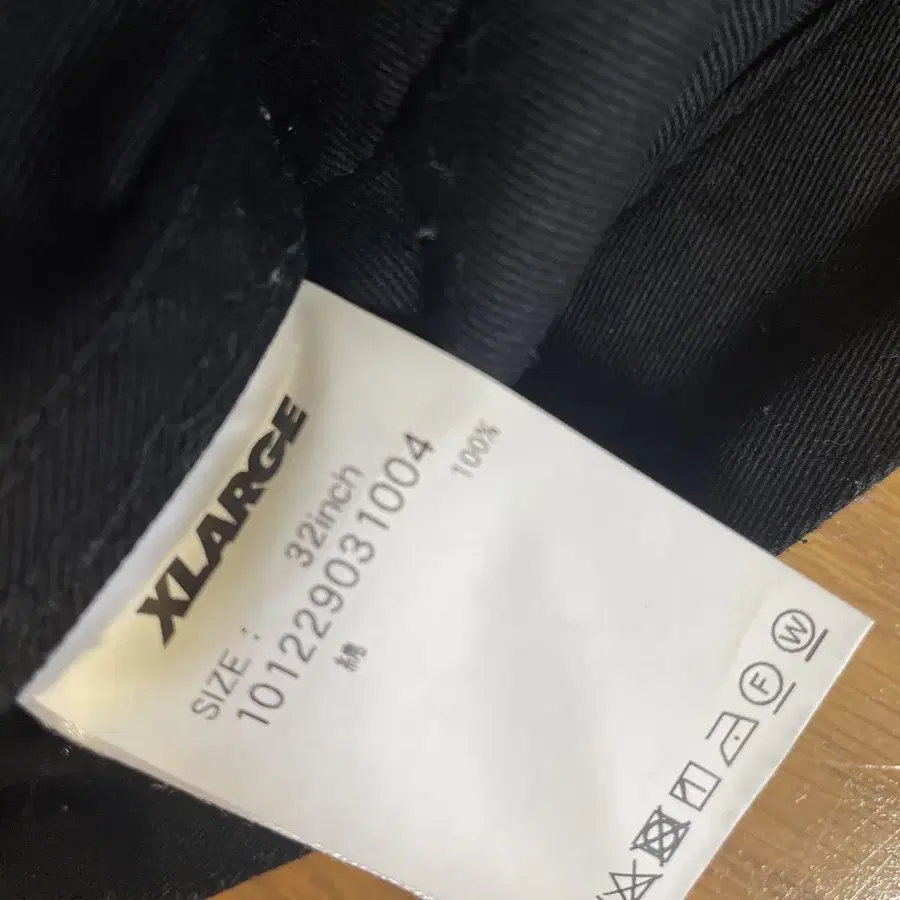 XLARGE
SIZE : 32inch
101229031004
綿 100%
F
W